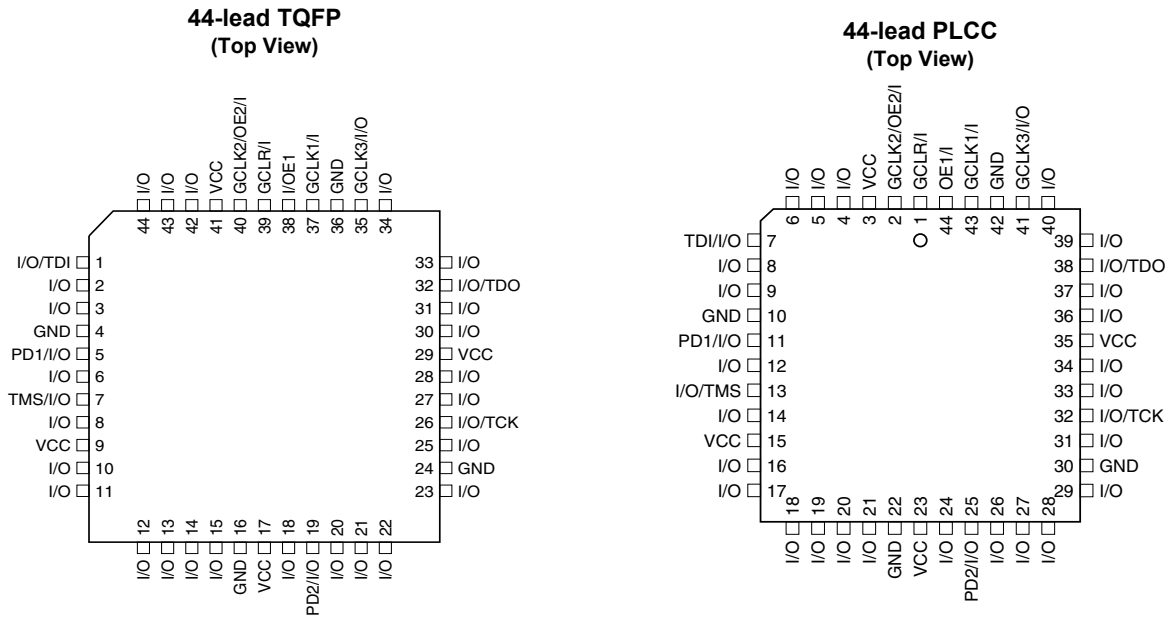 44-lead TQFP
(Top View)
I/O
I/O
I/O
VCC
GCLK2/OE2/I
GCLR/I
I/OE1
GCLK1/I
GND
GCLK3/I/O
I/O
44
43
42
41
40
39
38
37
36
35
34
I/O/TDI 1
I/O 2
I/O 3
GND 4
PD1/I/O 5
I/O 6
TMS/I/O 7
I/O 8
VCC 9
I/O 10
I/O 11
33 I/O
32 I/O/TDO
31 I/O
30 I/O
29 VCC
28 I/O
27 I/O
26 I/O/TCK
25 I/O
24 GND
23 I/O
12
13
14
15
16
17
18
19
20
21
22
I/O
I/O
I/O
I/O
GND
VCC
I/O
PD2/I/O
I/O
I/O
I/O
44-lead PLCC
(Top View)
I/O
I/O
I/O
VCC
GCLK2/OE2/I
GCLR/I
OE1/I
GCLK1/I
GND
GCLK3/I/O
I/O
6
5
4
3
2
1
44
43
42
41
40
TDI/I/O 7
I/O 8
I/O 9
GND 10
PD1/I/O 11
I/O 12
I/O/TMS 13
I/O 14
VCC 15
I/O 16
I/O 17
39 I/O
38 I/O/TDO
37 I/O
36 I/O
35 VCC
34 I/O
33 I/O
32 I/O/TCK
31 I/O
30 GND
29 I/O
18
19
20
21
22
23
24
25
26
27
28
I/O
I/O
I/O
I/O
GND
VCC
I/O
PD2/I/O
I/O
I/O
I/O